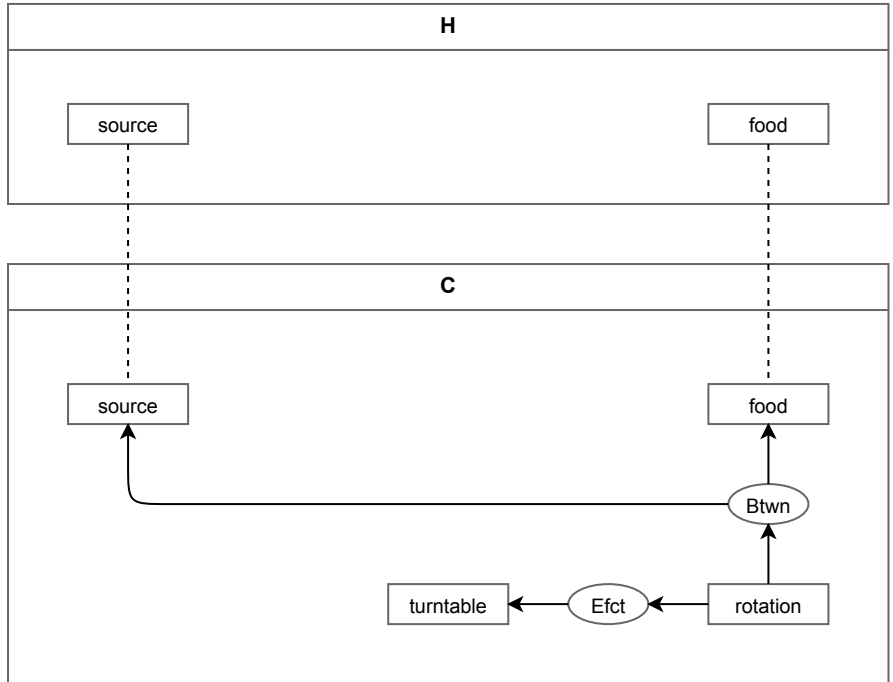 H
source food
C
source food
Btwn
turntable Efct rotation